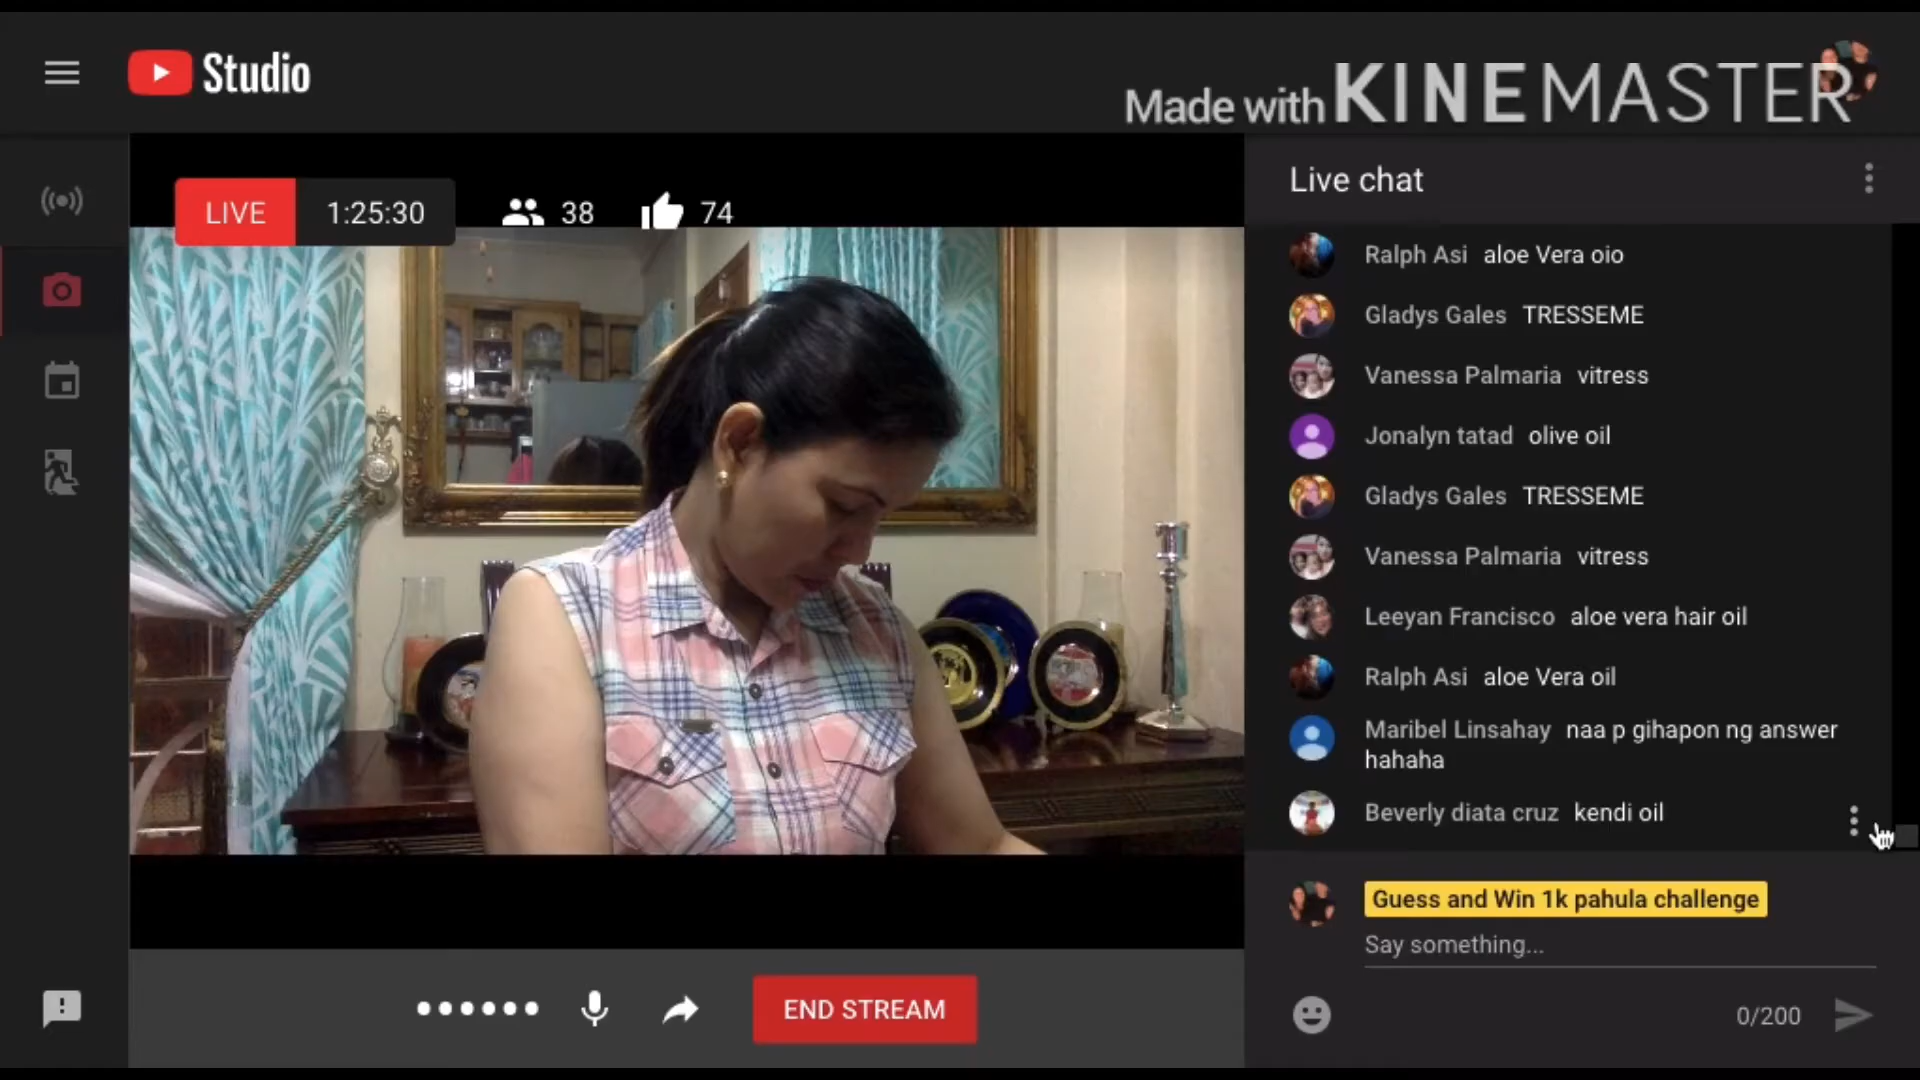 Studio
Made with KINEMASTER
LIVE 1:25:30 38 74
Live chat
Ralph Asi aloe Vera oio
Gladys Gales TRESSEME
Vanessa Palmaria vitress
Jonalyn tatad olive oil
Gladys Gales TRESSEME
Vanessa Palmaria vitress
Leeyan Francisco aloe vera hair oil
Ralph Asi aloe Vera oil
Maribel Linsahay naa p gihapon ng answer
hahaha
Beverly diata cruz kendi oil
Guess and Win 1k pahula challenge
Say something...
END STREAM
0/200